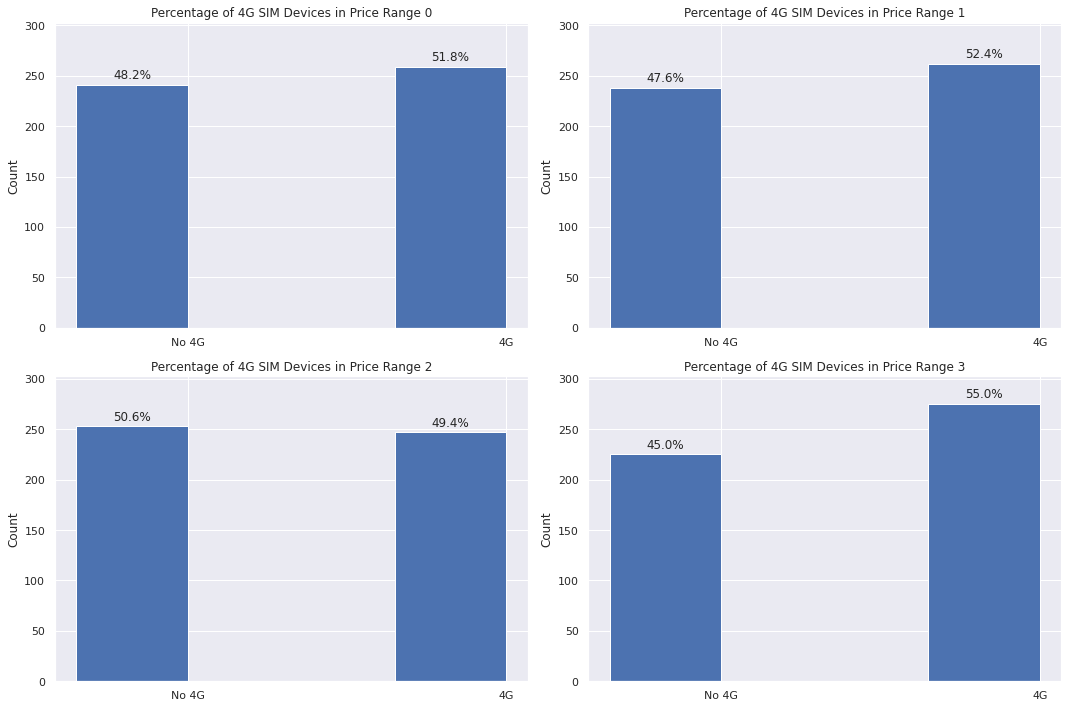 Percentage of 4G SIM Devices in Price Range 0
300
250
200
150
100
50
0
Count
48.2%
51.8%
No 4G
4G
Percentage of 4G SIM Devices in Price Range 1
300
250
200
150
100
50
0
Count
47.6%
52.4%
No 4G
4G
Percentage of 4G SIM Devices in Price Range 2
300
250
200
150
100
50
0
Count
50.6%
49.4%
No 4G
4G
Percentage of 4G SIM Devices in Price Range 3
300
250
200
150
100
50
0
Count
45.0%
55.0%
No 4G
4G